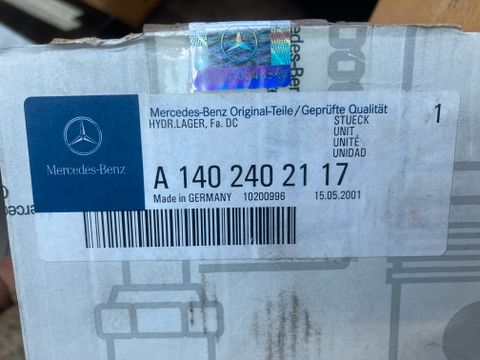 Mercedes-Benz Original-Teile/Geprüfte Qualität
HYDR.LAGER, Fa. DC
STUECK
UNIT
UNITÉ
UNIDAD
1
Mercedes-Benz
A 140 240 21 17
Made in GERMANY 10200996 15.05.2001